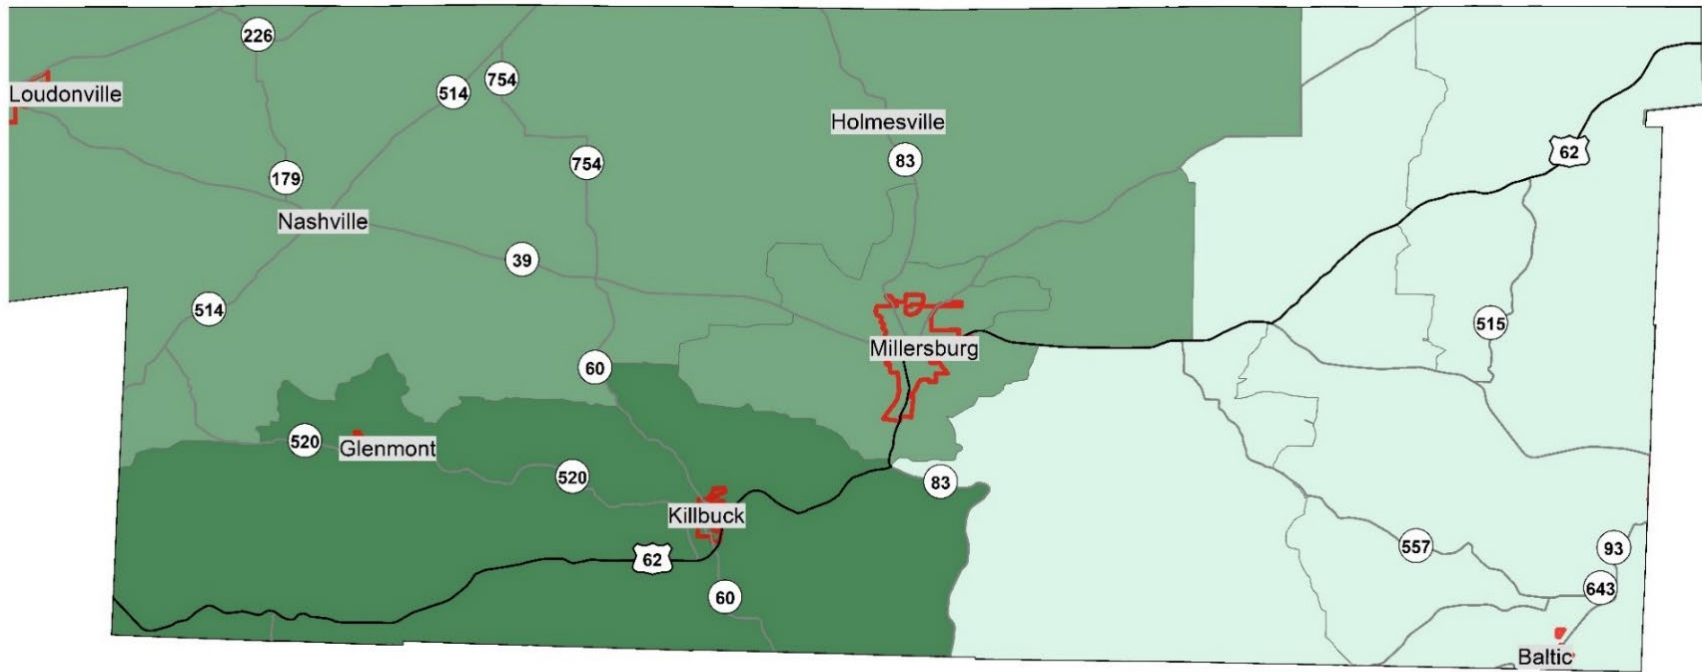 226
514
754
Loudonville
Holmesville
62
83
754
179
Nashville
39
514
515
Millersburg
60
520
Glenmont
520
83
Killbuck
62
557
93
643
60
Baltic